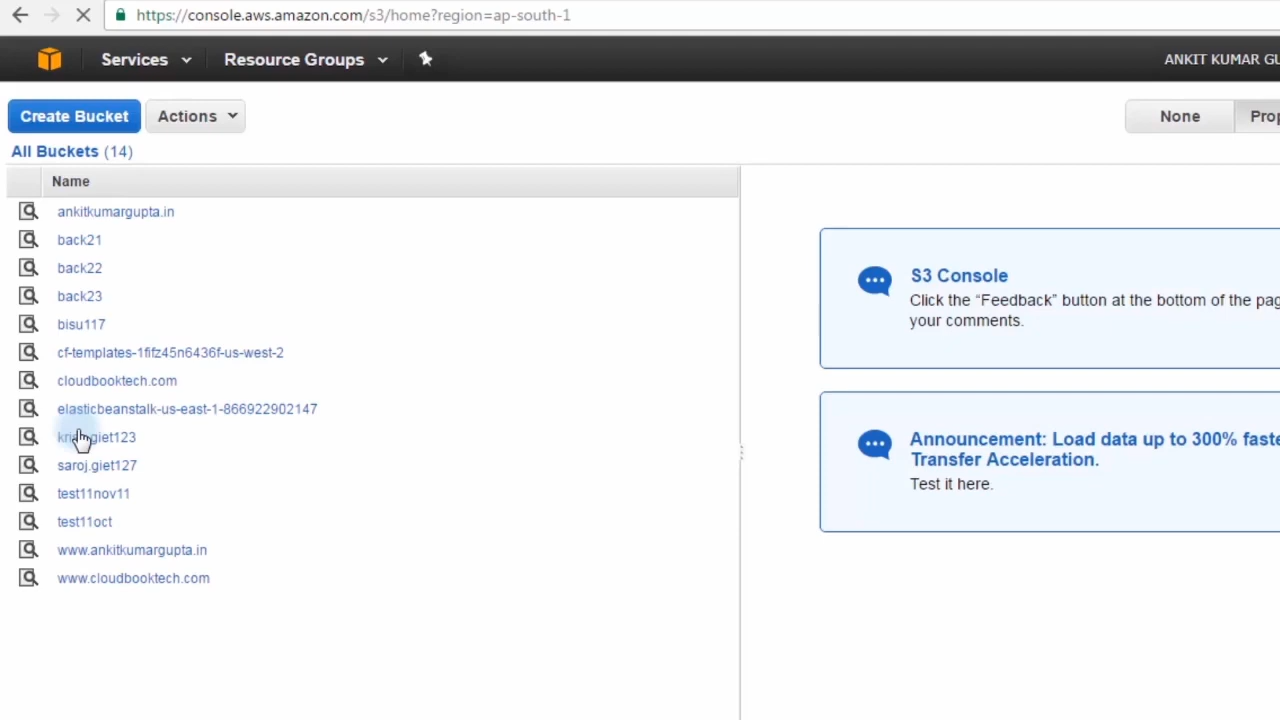 https://console.aws.amazon.com/s3/home?region=ap-south-1
Services Resource Groups ANKIT KUMAR
Create Bucket Actions None
All Buckets (14)
Name
ankitkumargupta.in
back21
back22
back23
bisu117
cf-templates-1fifz45n6436f-us-west-2
cloudbooktech.com
elasticbeanstalk-us-east-1-866922902147
giet123
saroj.giet127
test11nov11
test11oct
www.ankitkumargupta.in
www.cloudbooktech.com
S3 Console
Click the “Feedback” button at the bottom of the
your comments.
Announcement: Load data up to 300%
Transfer Acceleration.
Test it here.